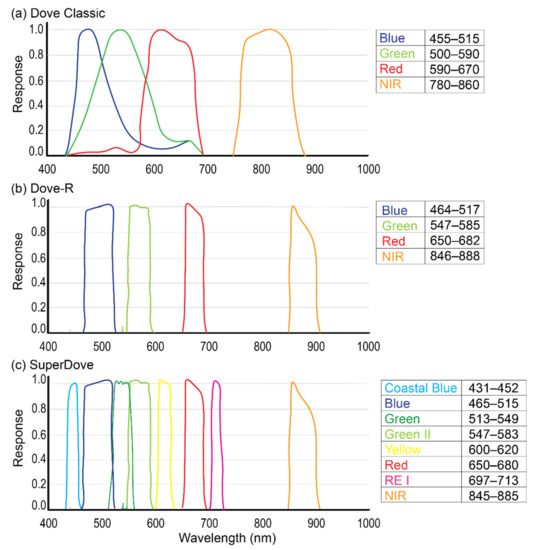 (a) Dove Classic
1.0
0.8
0.6
0.4
0.2
0.0
Response
400 500 600 700 800 900 1000
Blue 455–515
Green 500–590
Red 590–670
NIR 780–860
(b) Dove-R
1.0
0.8
0.6
0.4
0.2
0.0
Response
400 500 600 700 800 900 1000
Blue 464–517
Green 547–585
Red 650–682
NIR 846–888
(c) SuperDove
1.0
0.8
0.6
0.4
0.2
0.0
Response
400 500 600 700 800 900 1000
Wavelength (nm)
Coastal Blue 431–452
Blue 465–515
Green 513–549
Green II 547–583
Yellow 600–620
Red 650–680
RE I 697–713
NIR 845–885